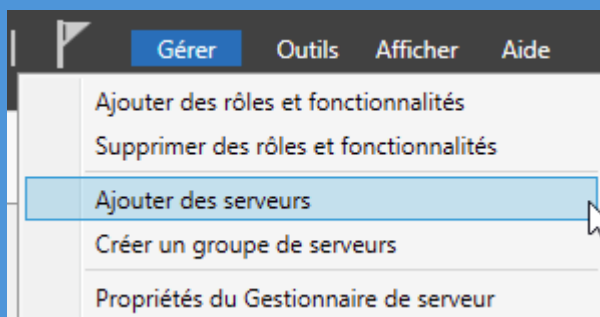 Gérer Outils Afficher Aide
Ajouter des rôles et fonctionnalités
Supprimer des rôles et fonctionnalités
Ajouter des serveurs
Créer un groupe de serveurs
Propriétés du Gestionnaire de serveur